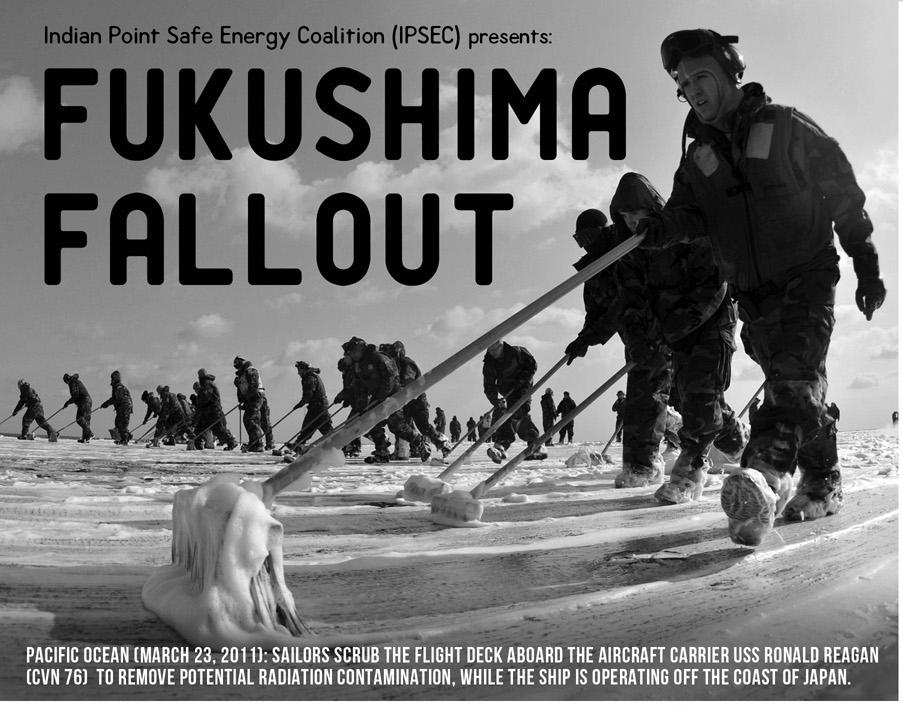 Indian Point Safe Energy Coalition (IPSEC) presents:
FUKUSHIMA
FALLOUT
PACIFIC OCEAN (MARCH 23, 2011): SAILORS SCRUB THE FLIGHT DECK ABOARD THE AIRCRAFT CARRIER USS RONALD REAGAN
(CVN 76) TO REMOVE POTENTIAL RADIATION CONTAMINATION, WHILE THE SHIP IS OPERATING OFF THE COAST OF JAPAN.